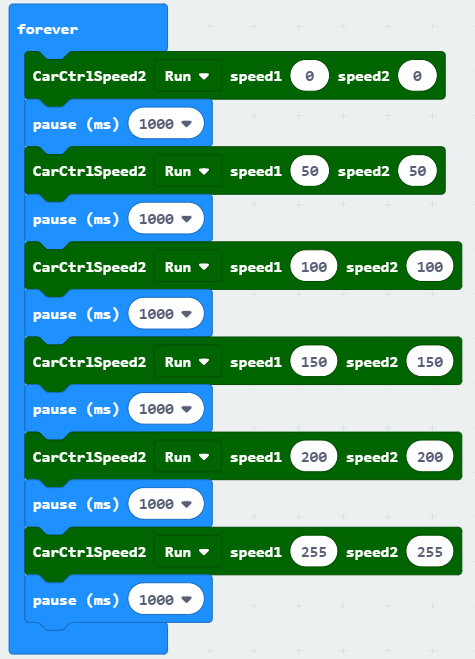 forever
CarCtrlSpeed2 Run speed1 0 speed2 0
pause (ms) 1000
CarCtrlSpeed2 Run speed1 50 speed2 50
pause (ms) 1000
CarCtrlSpeed2 Run speed1 100 speed2 100
pause (ms) 1000
CarCtrlSpeed2 Run speed1 150 speed2 150
pause (ms) 1000
CarCtrlSpeed2 Run speed1 200 speed2 200
pause (ms) 1000
CarCtrlSpeed2 Run speed1 255 speed2 255
pause (ms) 1000